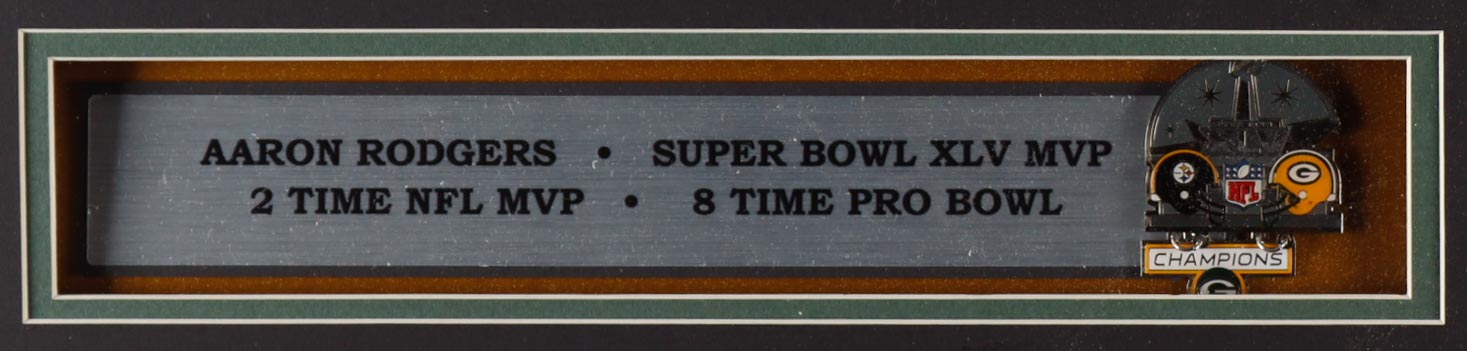 AARON RODGERS • SUPER BOWL XLV MVP
2 TIME NFL MVP • 8 TIME PRO BOWL
NFL
G
CHAMPIONS
G